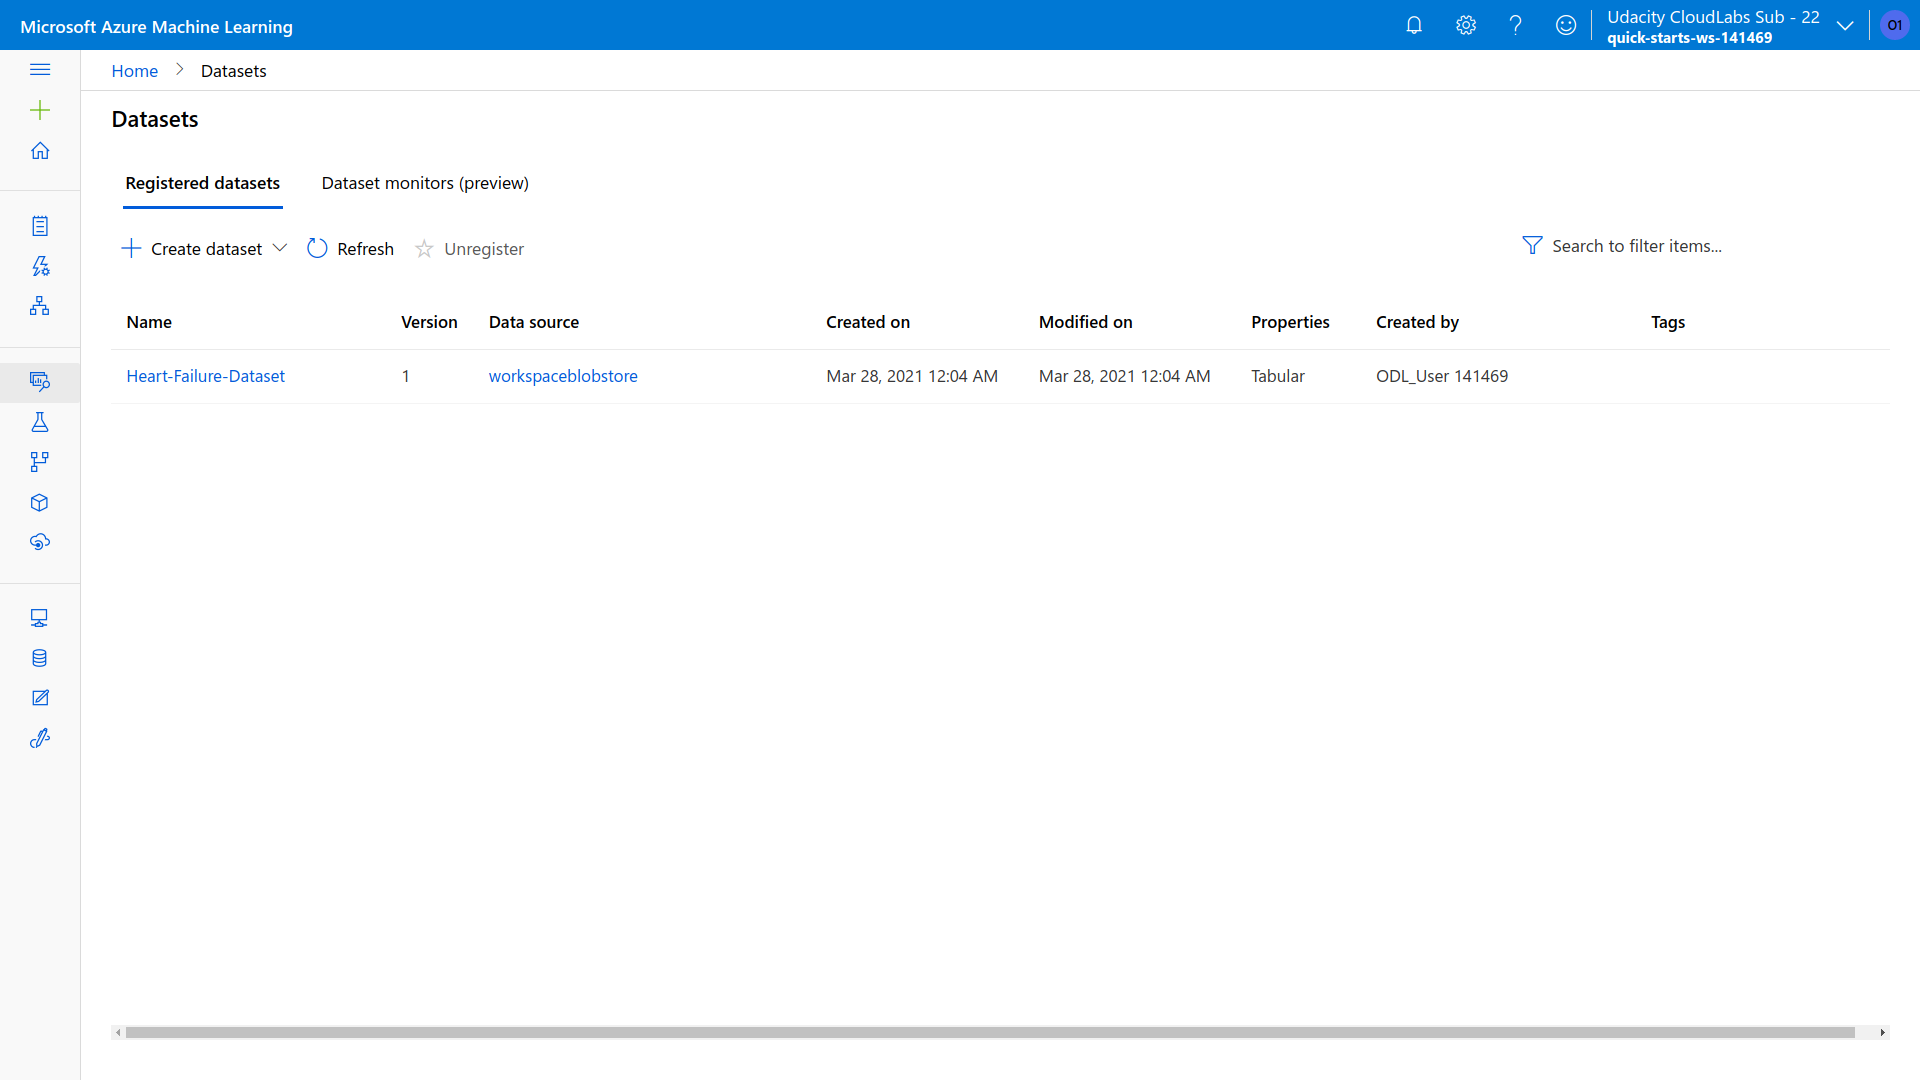 Microsoft Azure Machine Learning
Udacity CloudLabs Sub - 22
quick-starts-ws-141469
O1
Home Datasets
Datasets
Registered datasets Dataset monitors (preview)
Create dataset Refresh Unregister Search to filter items...
Name Version Data source Created on Modified on Properties Created by Tags
Heart-Failure-Dataset 1 workspaceblobstore Mar 28, 2021 12:04 AM Mar 28, 2021 12:04 AM Tabular ODL_User 141469